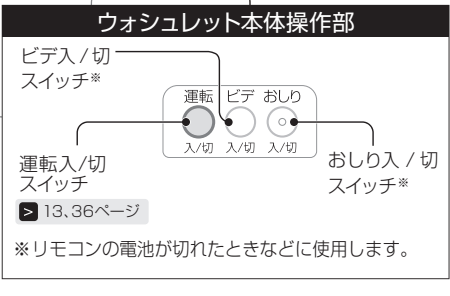 ウォシュレット本体操作部
ビデ入 / 切
スイッチ※
運転 ビデ おしり
入/切 入/切 入/切
運転入/切
スイッチ
> 13、36ページ
おしり入 / 切
スイッチ※
※リモコンの電池が切れたときなどに使用します。